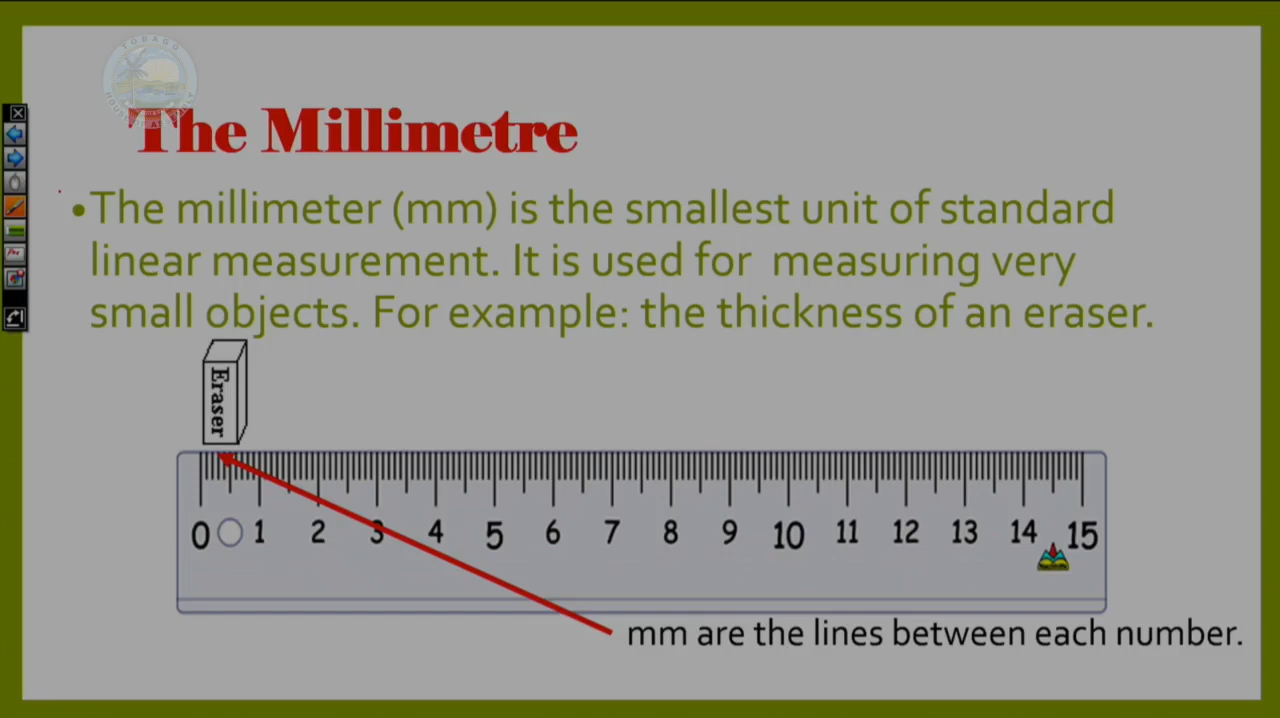 TOBAGO
The Millimetre
•The millimeter (mm) is the smallest unit of standard
linear measurement. It is used for measuring very
small objects. For example: the thickness of an eraser.
Eraser
0 1 2 3 4 5 6 7 8 9 10 11 12 13 14 15
mm are the lines between each number.